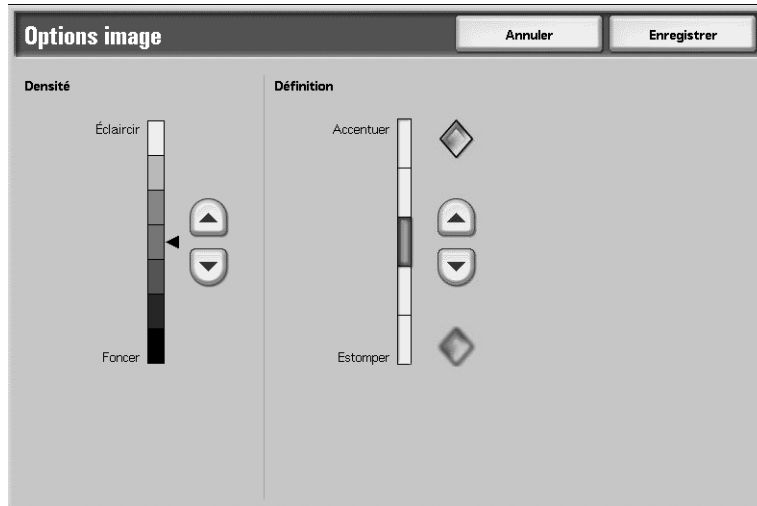 Options image
Annuler
Enregistrer
Densité
Définition
Éclaircir
Accentuer
Foncer
Estomper